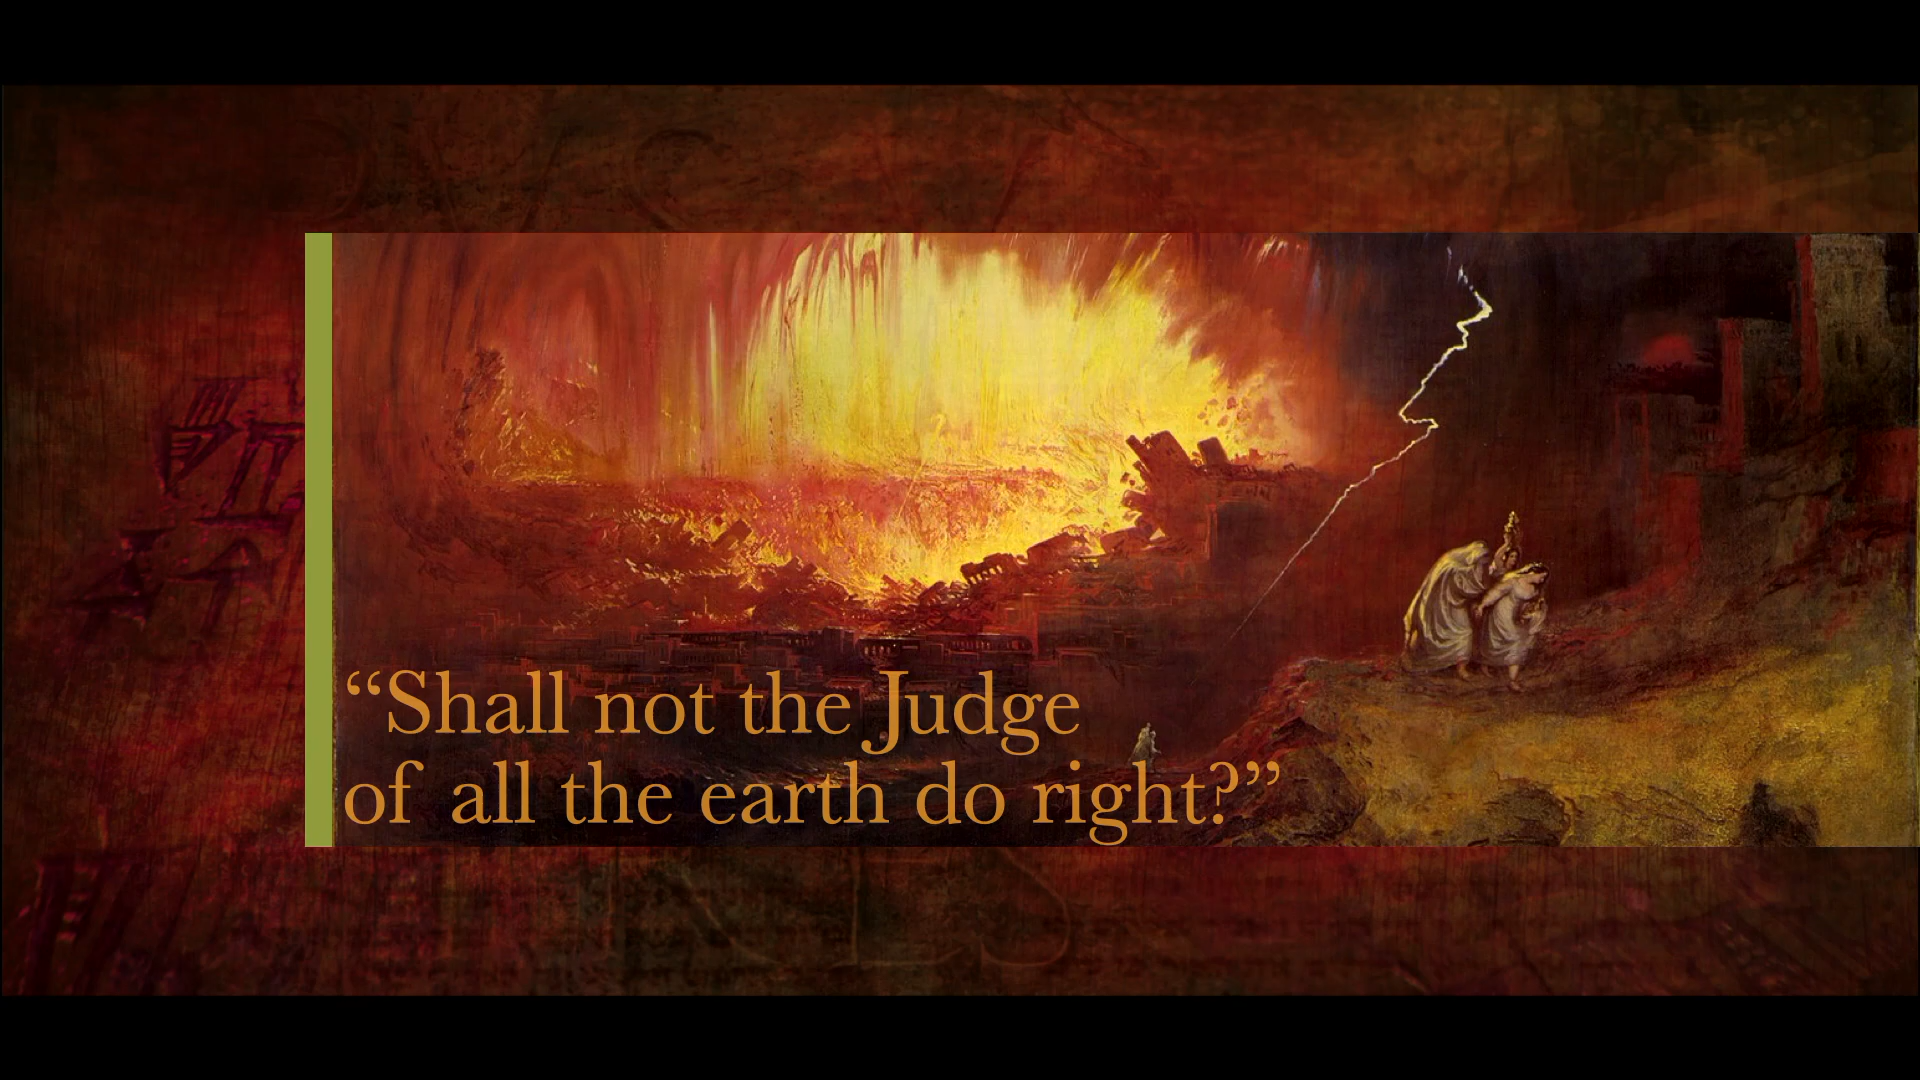 “Shall not the Judge
of all the earth do right?”